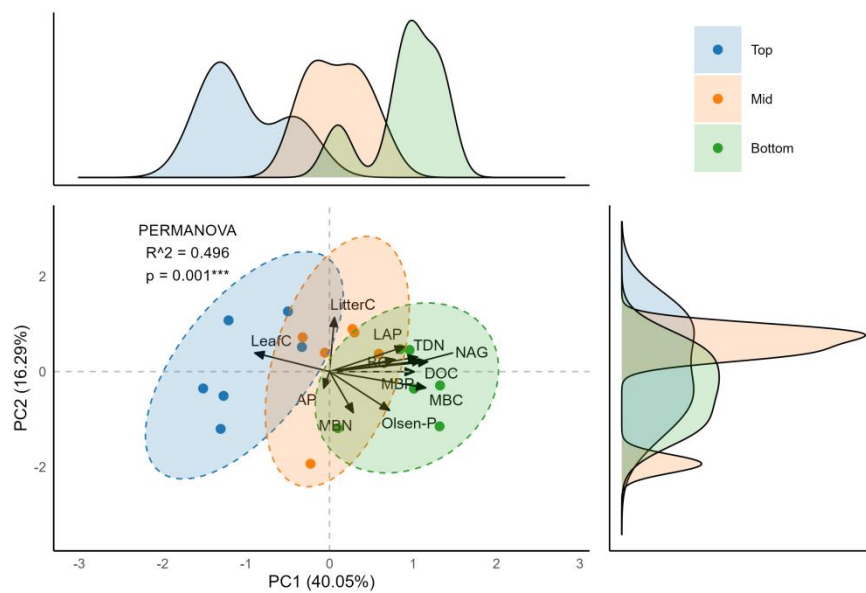 Top
Mid
Bottom
PERMANOVA
R^2 = 0.496
p = 0.001***
LitterC
LeafC
LAP
TDN
NAG
BG
DOC
MBP
MBC
AP
MBN
Olsen-P
2
0
-2
PC2 (16.29%)
-3
-2
-1
0
1
2
3
PC1 (40.05%)